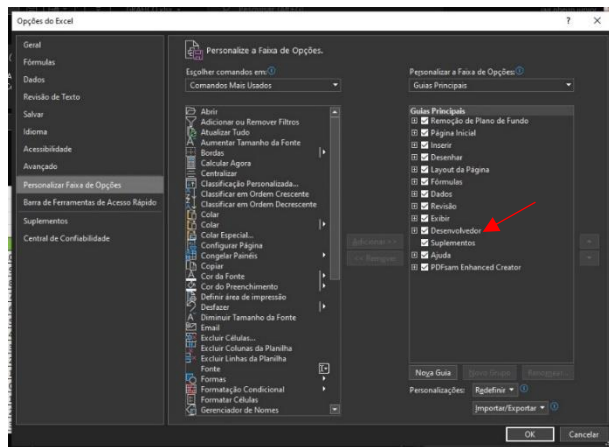 Opções do Excel
?
Geral
Fórmulas
Dados
Revisão de Texto
Salvar
Idioma
Acessibilidade
Avançado
Personalizar Faixa de Opções
Barra de Ferramentas de Acesso Rápido
Suplementos
Central de Confiabilidade
Personalize a Faixa de Opções.
Escolher comandos em:
Comandos Mais Usados
Abrir
Adicionar ou Remover Filtros
Atualizar Tudo
Aumentar Tamanho da Fonte
Bordas
Calcular Agora
Centralizar
Classificação Personalizada...
Classificar em Ordem Crescente
Classificar em Ordem Decrescente
Colar
Colar
Colar Especial...
Configurar Página
Congelar Painéis
Copiar
Cor da Fonte
Cor do Preenchimento
Definir área de impressão
Desfazer
Diminuir Tamanho da Fonte
Email
Excluir Células...
Excluir Colunas da Planilha
Excluir Linhas da Planilha
Fonte
Formas
Formatação Condicional
Formatar Células
Gerenciador de Nomes
Adicionar >>
<< Remover
Personalizar a Faixa de Opções:
Guias Principais
Guias Principais
Remoção de Plano de Fundo
Página Inicial
Inserir
Desenhar
Layout da Página
Fórmulas
Dados
Revisão
Exibir
Desenvolvedor
Suplementos
Ajuda
PDFsam Enhanced Creator
Nova Guia
Novo Grupo
Renomear...
Personalizações:
Redefinir
Importar/Exportar
OK
Cancelar